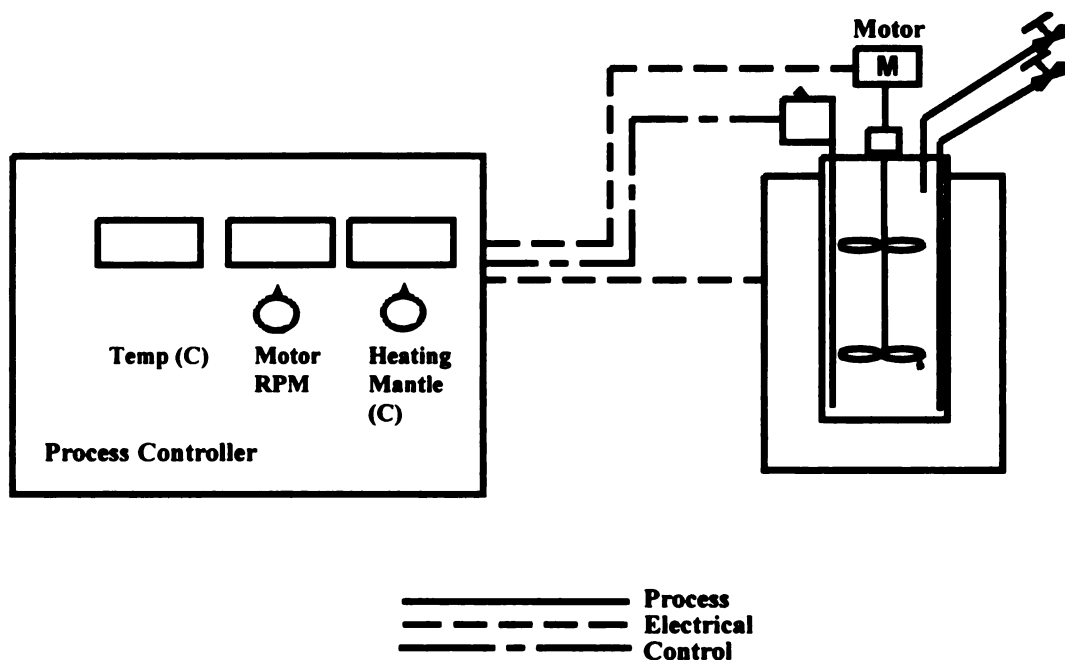 Motor
M
Temp (C)
Motor
RPM
Heating
Mantle
(C)
Process Controller
Process
Electrical
Control